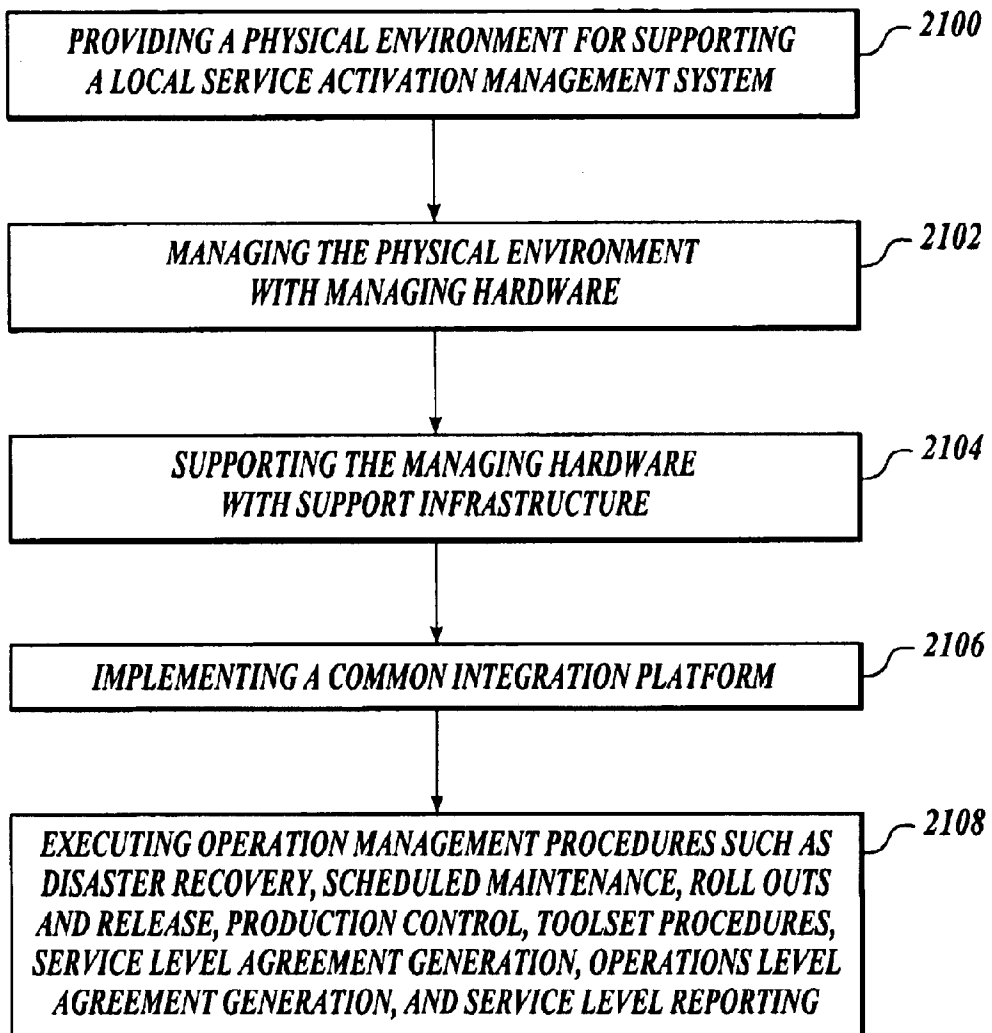 PROVIDING A PHYSICAL ENVIRONMENT FOR SUPPORTING
A LOCAL SERVICE ACTIVATION MANAGEMENT SYSTEM
2100
MANAGING THE PHYSICAL ENVIRONMENT
WITH MANAGING HARDWARE
2102
SUPPORTING THE MANAGING HARDWARE
WITH SUPPORT INFRASTRUCTURE
2104
IMPLEMENTING A COMMON INTEGRATION PLATFORM
2106
EXECUTING OPERATION MANAGEMENT PROCEDURES SUCH AS
DISASTER RECOVERY, SCHEDULED MAINTENANCE, ROLL OUTS
AND RELEASE, PRODUCTION CONTROL, TOOLSET PROCEDURES,
SERVICE LEVEL AGREEMENT GENERATION, OPERATIONS LEVEL
AGREEMENT GENERATION, AND SERVICE LEVEL REPORTING
2108